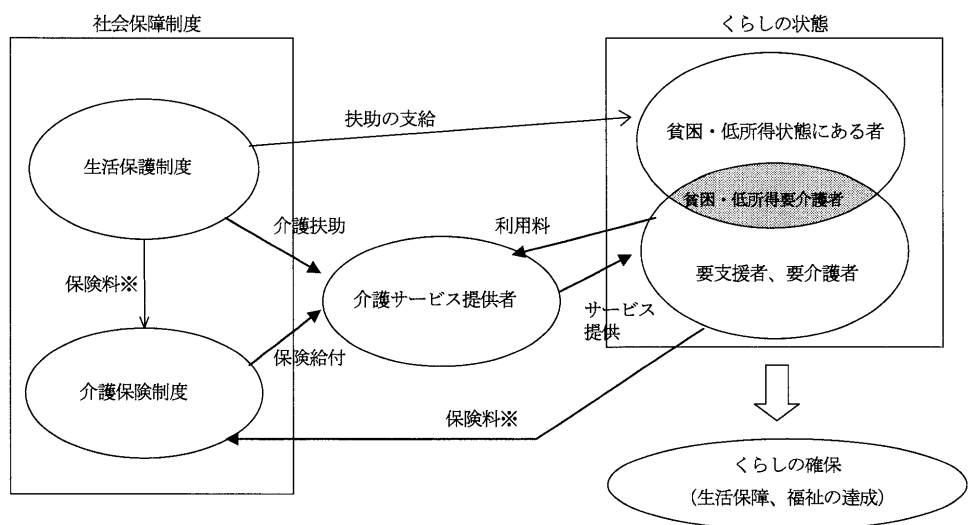 社会保障制度
くらしの状態
扶助の支給
貧困・低所得状態にある者
生活保護制度
貧困・低所得要介護者
介護扶助
利用料
保険料※
介護サービス提供者
要支援者、要介護者
サービス
提供
保険給付
介護保険制度
保険料※
くらしの確保
(生活保障、福祉の達成)